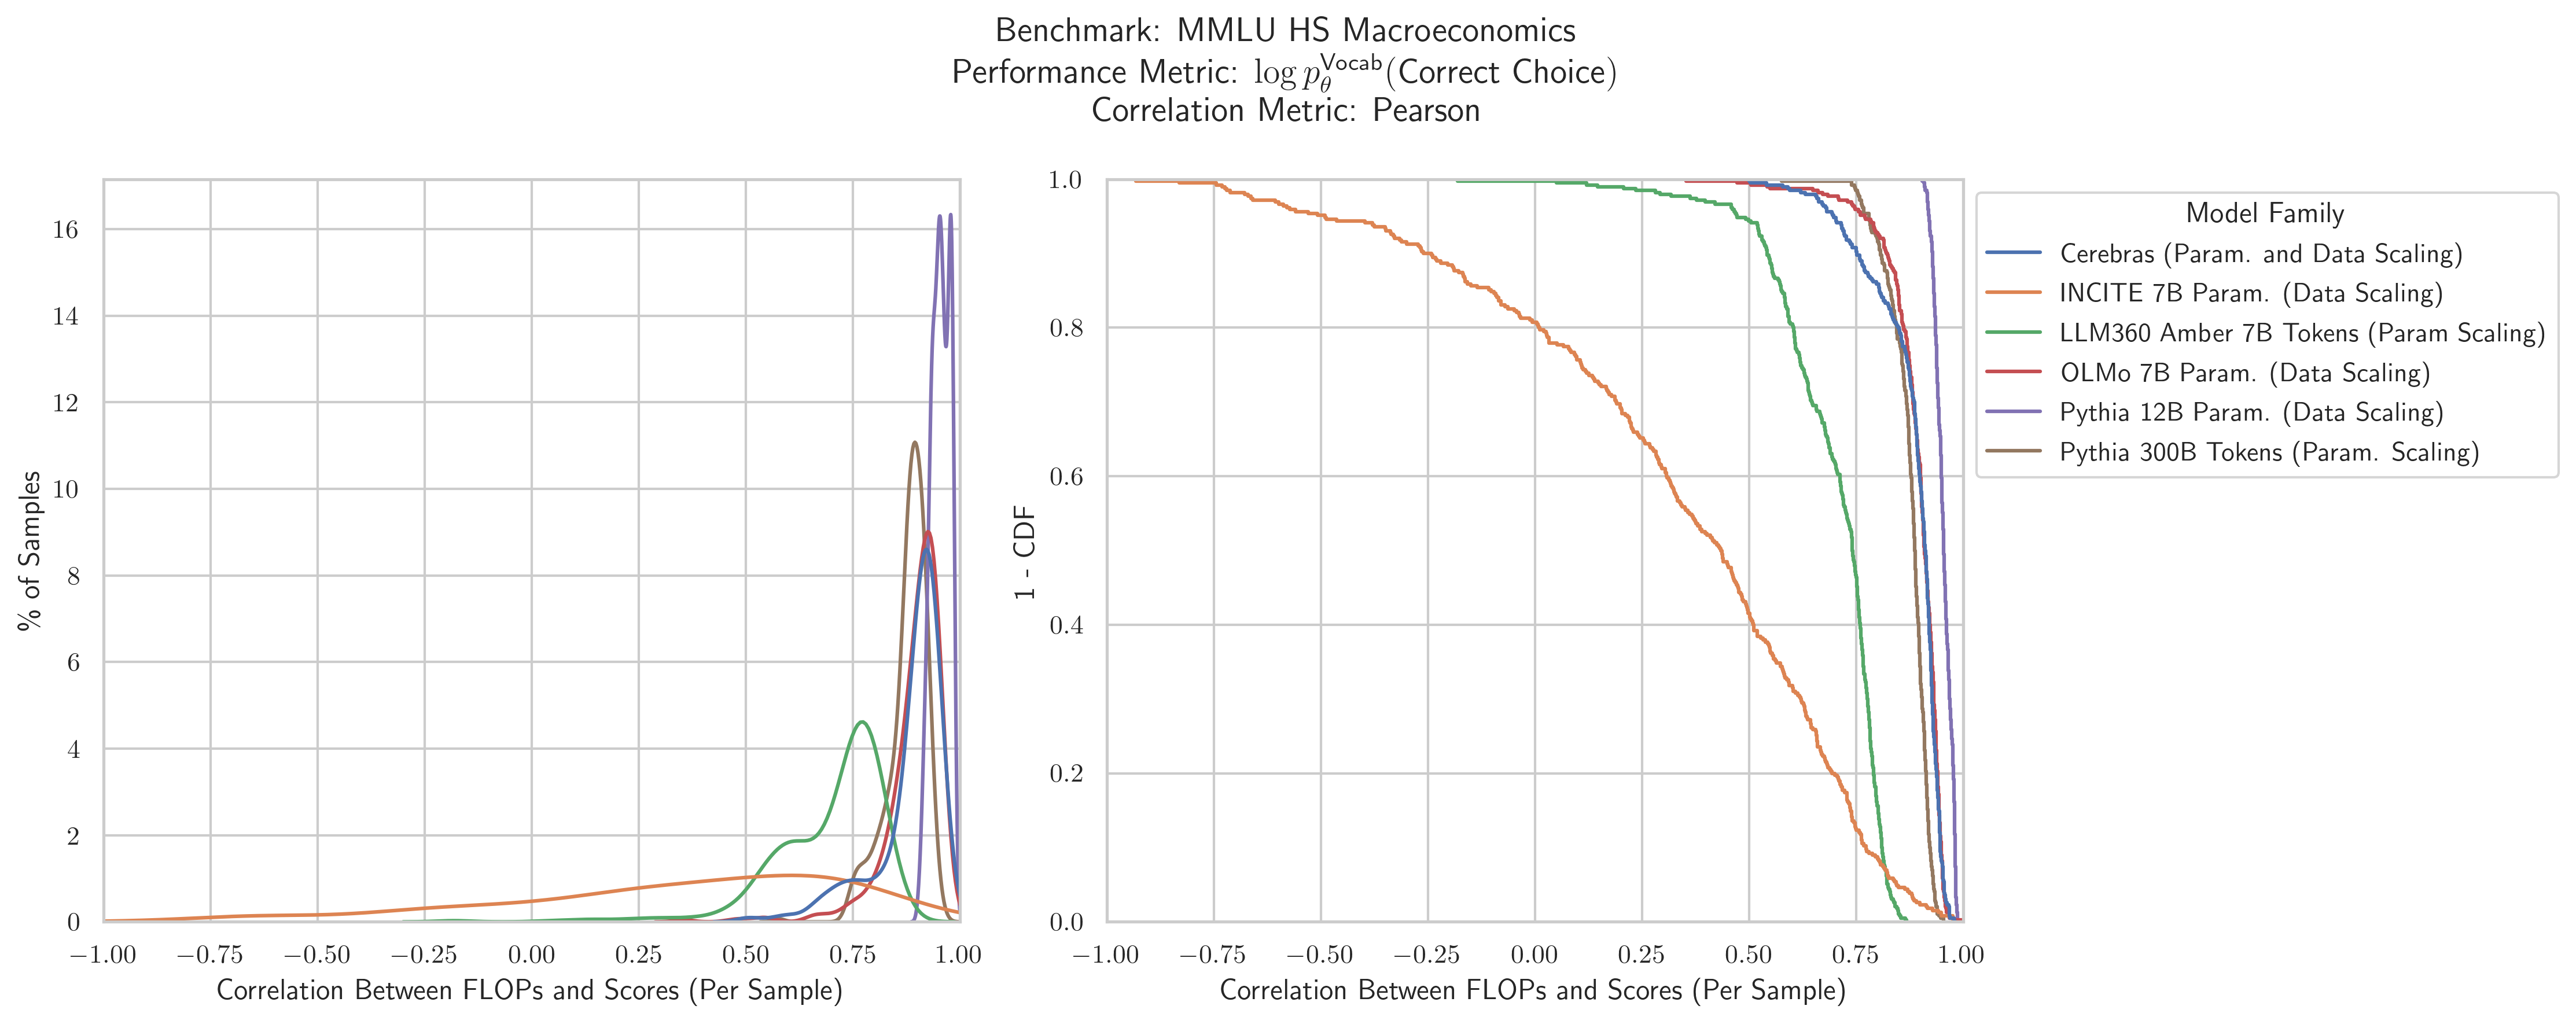 Benchmark: MMLU HS Macroeconomics
Performance Metric: log p_θ^Vocab(Correct Choice)
Correlation Metric: Pearson
% of Samples
16
14
12
10
8
6
4
2
0
−1.00 −0.75 −0.50 −0.25 0.00 0.25 0.50 0.75 1.00
Correlation Between FLOPs and Scores (Per Sample)
1 - CDF
1.0
0.8
0.6
0.4
0.2
0.0
−1.00 −0.75 −0.50 −0.25 0.00 0.25 0.50 0.75 1.00
Correlation Between FLOPs and Scores (Per Sample)
Model Family
Cerebras (Param. and Data Scaling)
INCITE 7B Param. (Data Scaling)
LLM360 Amber 7B Tokens (Param Scaling)
OLMo 7B Param. (Data Scaling)
Pythia 12B Param. (Data Scaling)
Pythia 300B Tokens (Param. Scaling)